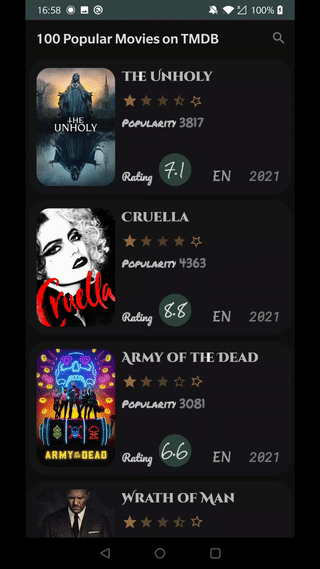 16:58 100%
100 Popular Movies on TMDB
THE UNHOLY
THE
UNHOLY
Popularity 3817
Rating 7.1 EN 2021
CRUELLA
Cruella
Popularity 4363
Rating 8.8 EN 2021
ARMY OF THE DEAD
Popularity 3081
ARMY OF THE DEAD
Rating 6.6 EN 2021
WRATH OF MAN